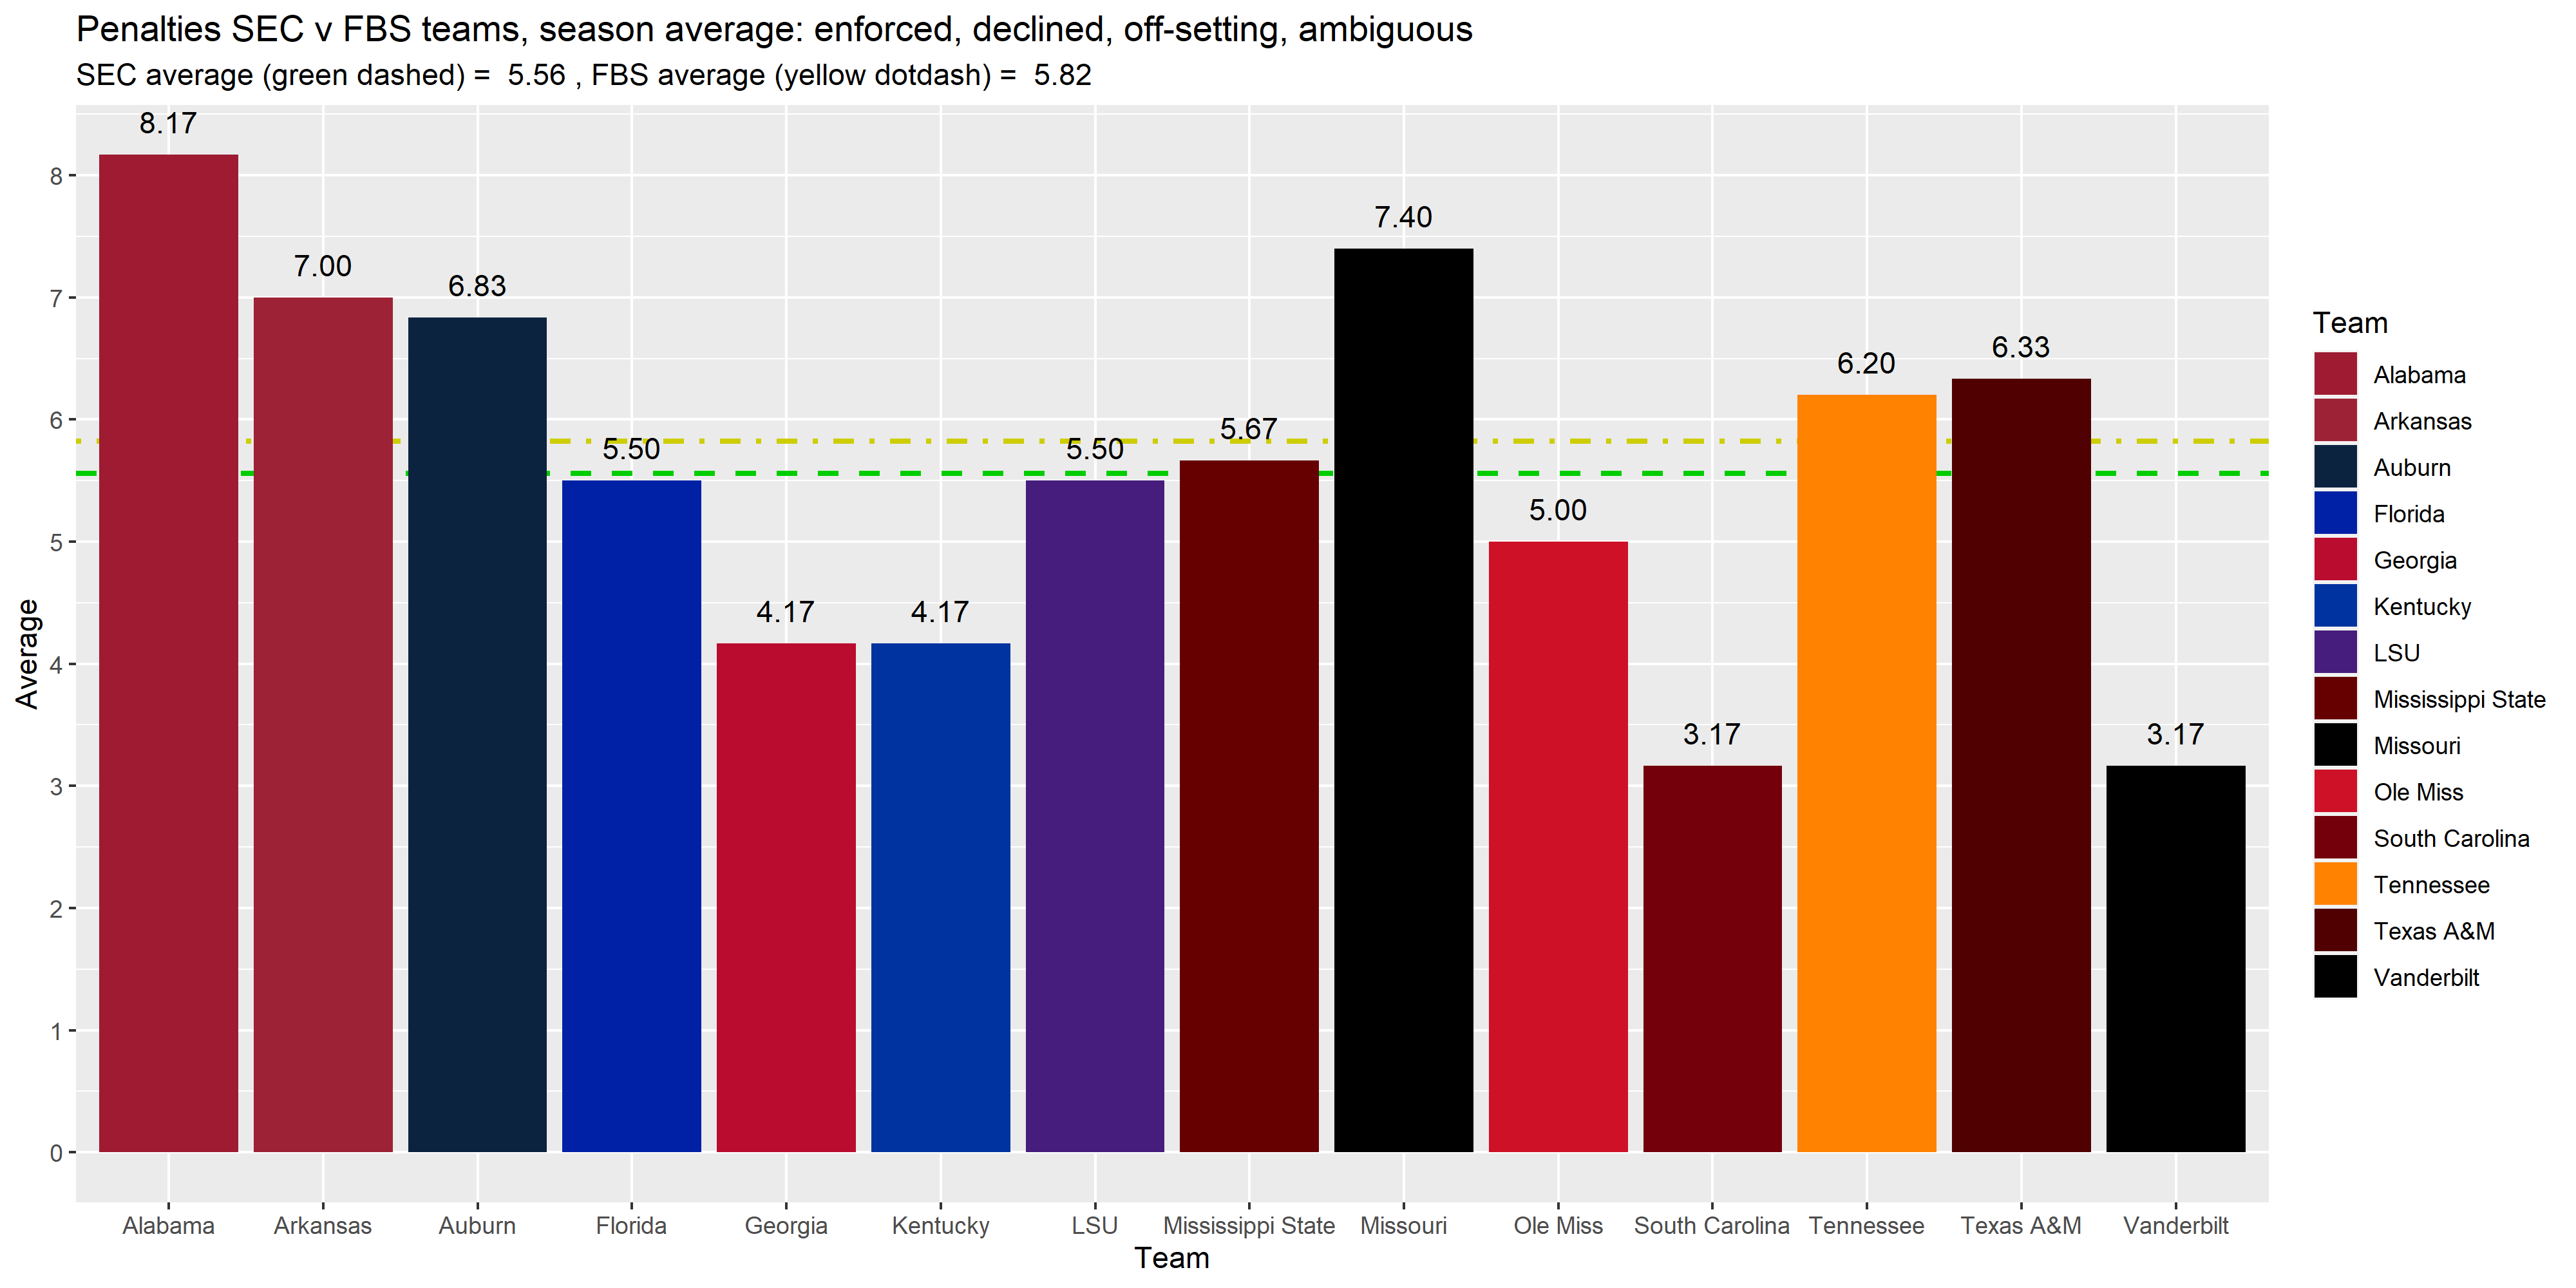 Penalties SEC v FBS teams, season average: enforced, declined, off-setting, ambiguous
SEC average (green dashed) =  5.56 , FBS average (yellow dotdash) =  5.82
8.17
7.00
6.83
5.50
4.17
4.17
5.50
5.67
7.40
5.00
3.17
6.20
6.33
3.17
Average
8
7
6
5
4
3
2
1
0
Alabama
Arkansas
Auburn
Florida
Georgia
Kentucky
LSU
Mississippi State
Missouri
Ole Miss
South Carolina
Tennessee
Texas A&M
Vanderbilt
Team
Team
Alabama
Arkansas
Auburn
Florida
Georgia
Kentucky
LSU
Mississippi State
Missouri
Ole Miss
South Carolina
Tennessee
Texas A&M
Vanderbilt